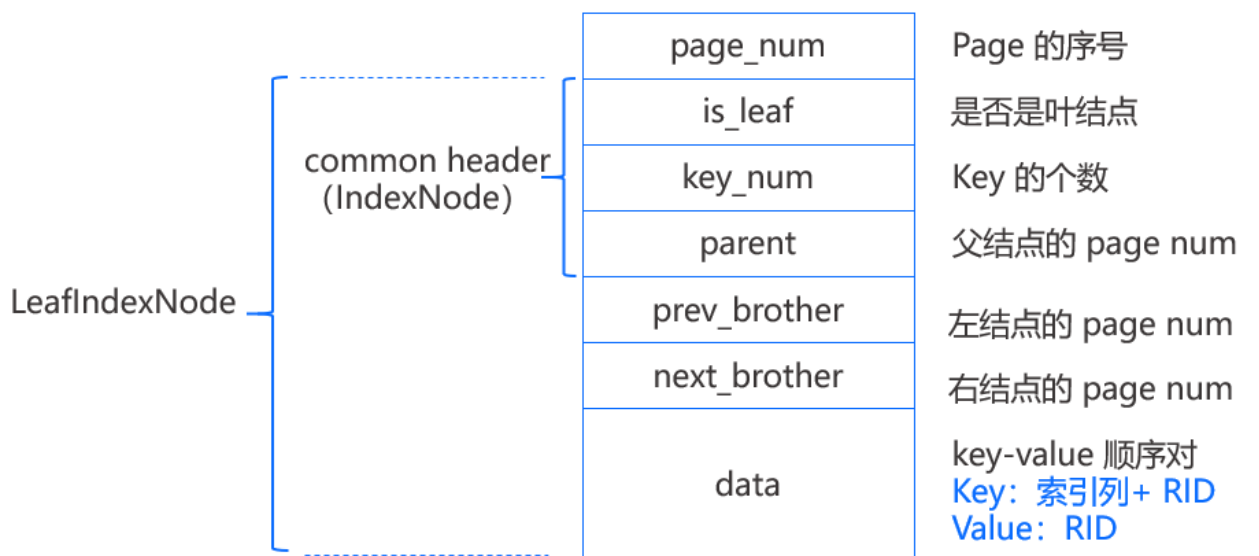 page_num
Page 的序号
is_leaf
是否是叶结点
common header
（IndexNode）
key_num
Key 的个数
parent
父结点的 page num
LeafIndexNode
prev_brother
左结点的 page num
next_brother
右结点的 page num
data
key-value 顺序对
Key：索引列+ RID
Value：RID